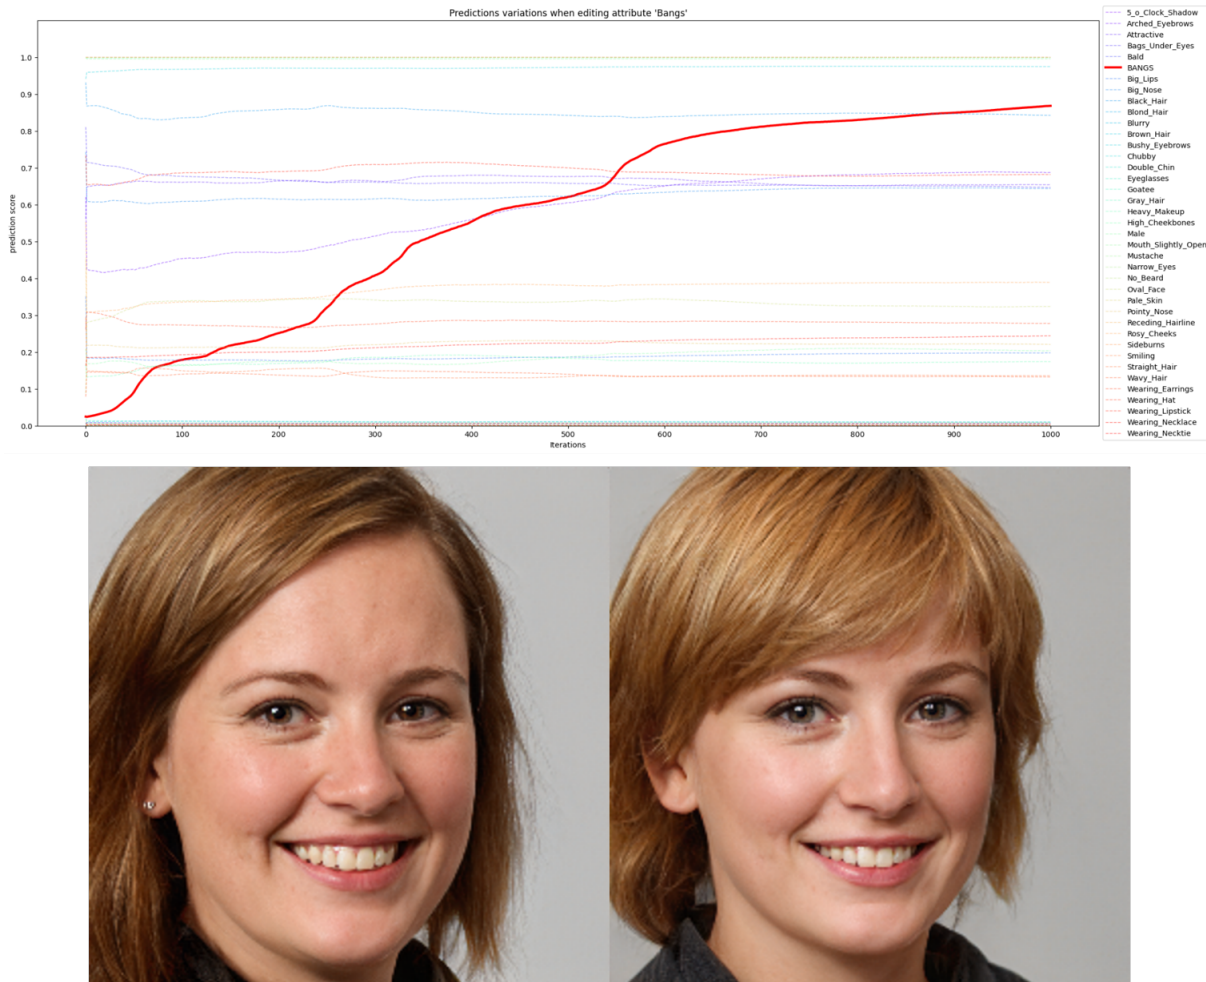 Predictions variations when editing attribute 'Bangs'
prediction score
1.0
0.9
0.8
0.7
0.6
0.5
0.4
0.3
0.2
0.1
0.0
0
100
200
300
400
500
600
700
800
900
1000
Iterations
5_o_Clock_Shadow
Arched_Eyebrows
Attractive
Bags_Under_Eyes
Bald
BANGS
Big_Lips
Big_Nose
Black_Hair
Blond_Hair
Blurry
Brown_Hair
Bushy_Eyebrows
Chubby
Double_Chin
Eyeglasses
Goatee
Gray_Hair
Heavy_Makeup
High_Cheekbones
Male
Mouth_Slightly_Open
Mustache
Narrow_Eyes
No_Beard
Oval_Face
Pale_Skin
Pointy_Nose
Receding_Hairline
Rosy_Cheeks
Sideburns
Smiling
Straight_Hair
Wavy_Hair
Wearing_Earrings
Wearing_Hat
Wearing_Lipstick
Wearing_Necklace
Wearing_Necktie